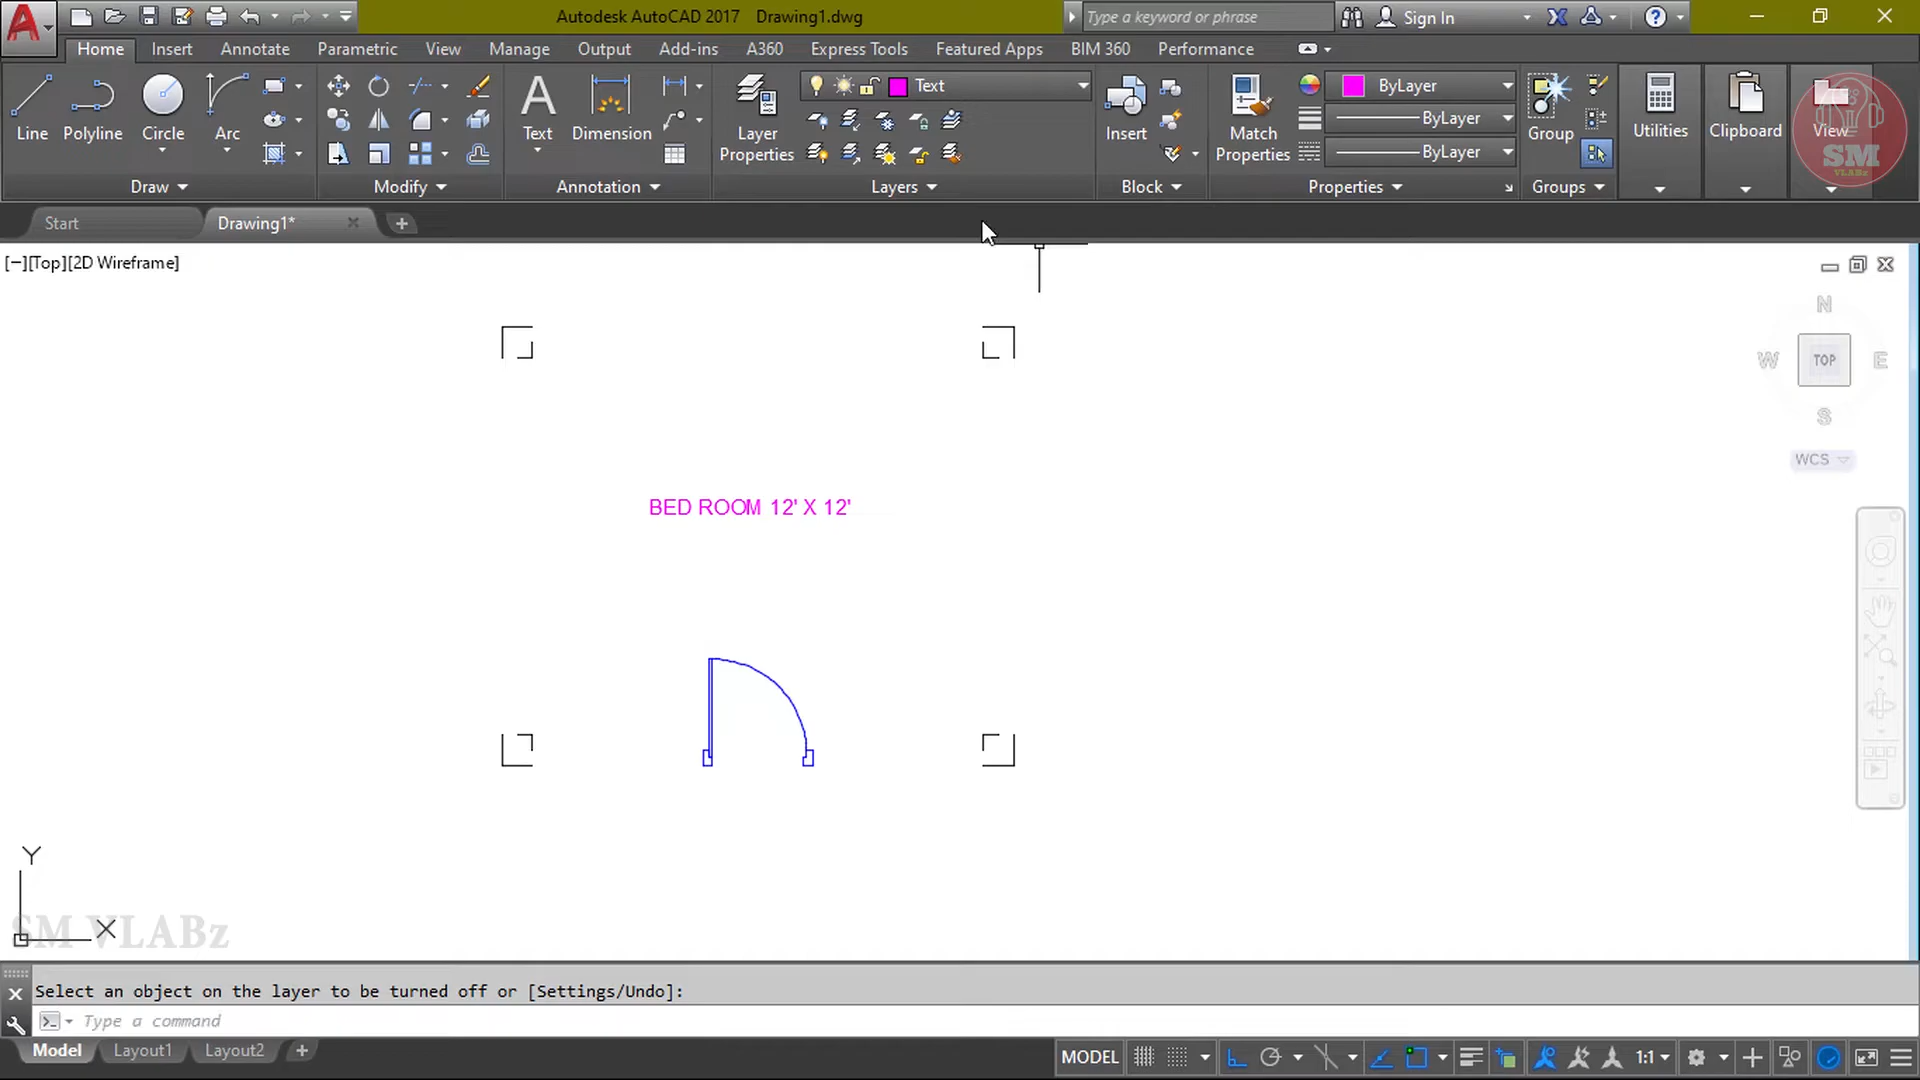 Autodesk AutoCAD 2017 Drawing1.dwg
Type a keyword or phrase
Sign In
Home Insert Annotate Parametric View Manage Output Add-ins A360 Express Tools Featured Apps BIM 360 Performance
Line Polyline Circle Arc
Text Dimension
Layer Properties
Text
Insert
Match Properties
ByLayer
ByLayer
ByLayer
Group
Utilities
Clipboard
View
SM
VLABz
Draw Modify Annotation Layers Block Properties Groups
Start Drawing1*
[−][Top][2D Wireframe]
N
W TOP E
S
WCS
BED ROOM 12' X 12'
Y
X
SM VLABz
Select an object on the layer to be turned off or [Settings/Undo]:
Type a command
Model Layout1 Layout2
MODEL 1:1